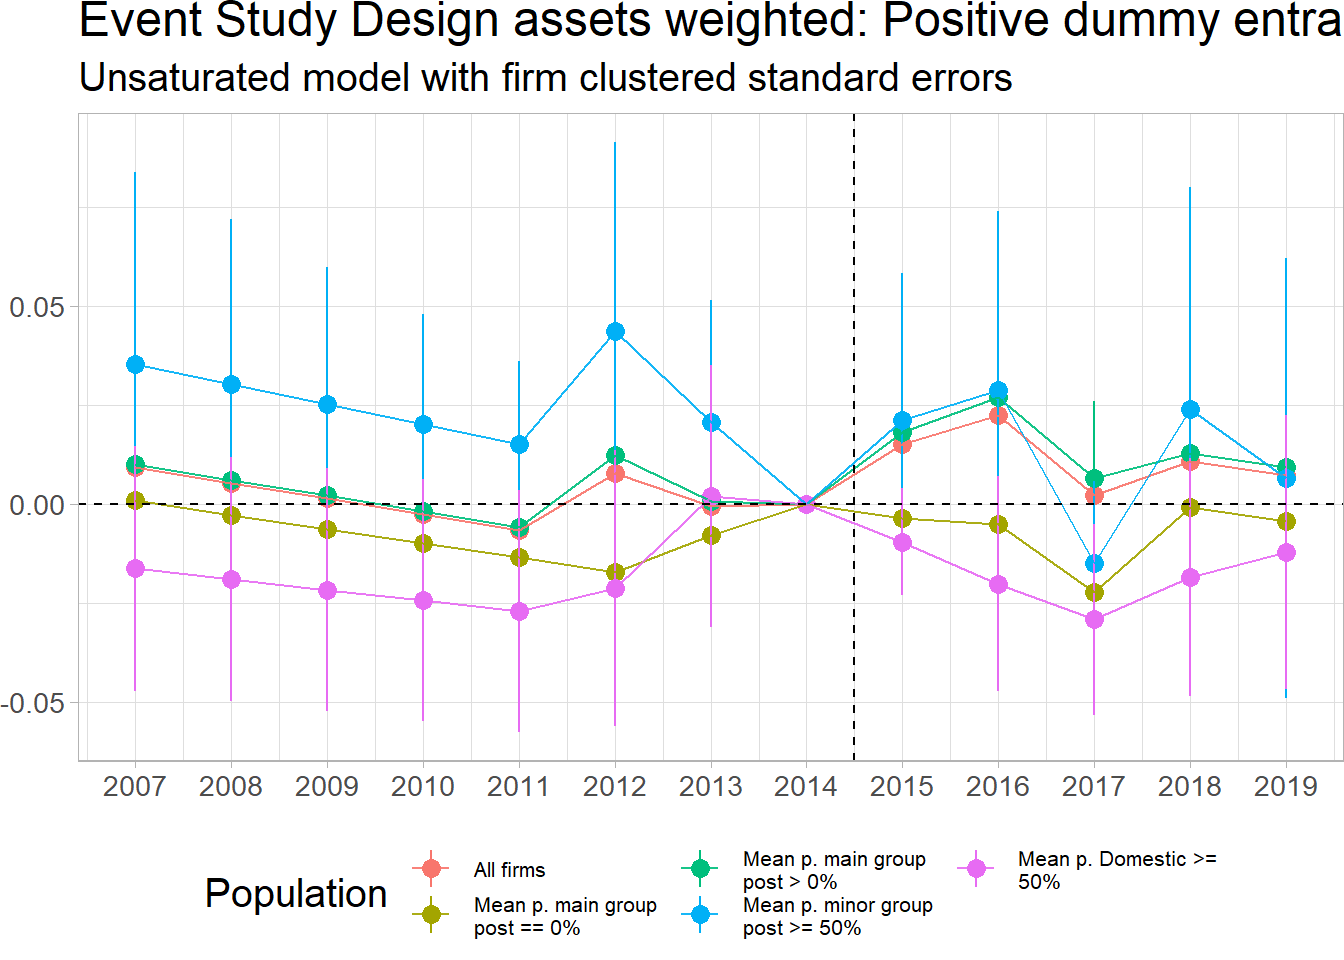 Event Study Design assets weighted: Positive dummy entra
Unsaturated model with firm clustered standard errors
0.05
0.00
-0.05
2007 2008 2009 2010 2011 2012 2013 2014 2015 2016 2017 2018 2019
Population
All firms
Mean p. main group
post == 0%
Mean p. main group
post > 0%
Mean p. minor group
post >= 50%
Mean p. Domestic >=
50%